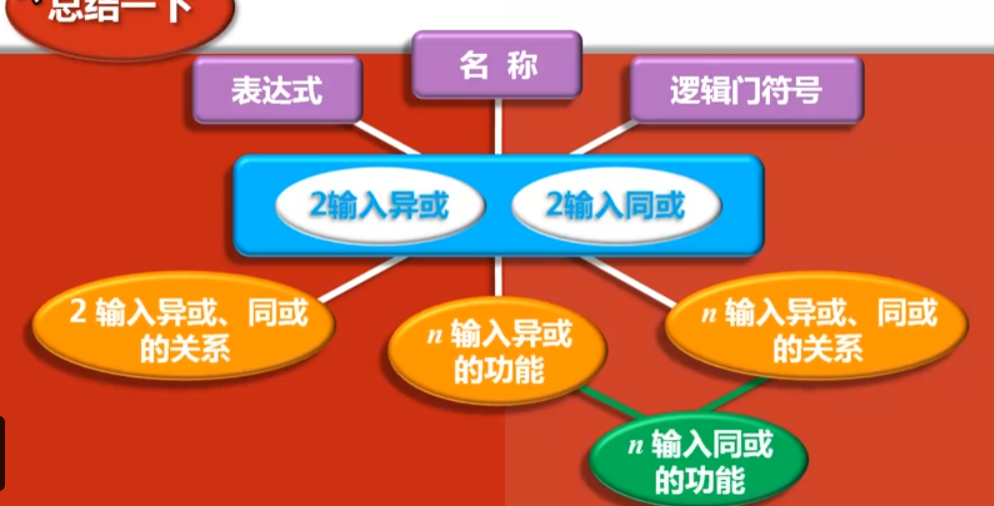 总结一下
名 称
表达式
逻辑门符号
2输入异或
2输入同或
2 输入异或、同或
的关系
n 输入异或
的功能
n 输入异或、同或
的关系
n 输入同或
的功能